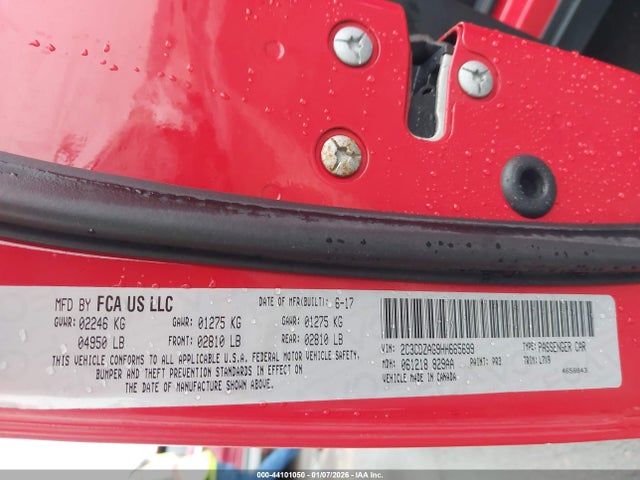 MFD BY FCA US LLC DATE OF MFR(BUILT): 6-17
GVWR: 02246 KG GAWR: 01275 KG GAWR: 01275 KG
04950 LB FRONT: 02810 LB REAR: 02810 LB
THIS VEHICLE CONFORMS TO ALL APPLICABLE U.S.A. FEDERAL MOTOR VEHICLE SAFETY,
BUMPER AND THEFT PREVENTION STANDARDS IN EFFECT ON
THE DATE OF MANUFACTURE SHOWN ABOVE.
VIN: 2C3CDZAG9HH665699 TYPE: PASSENGER CAR
MDH: 061218 929AA PAINT: PR3 TRIM: L7X9
VEHICLE MADE IN CANADA 4658843
000-44101050 - 01/07/2026 - IAA Inc.